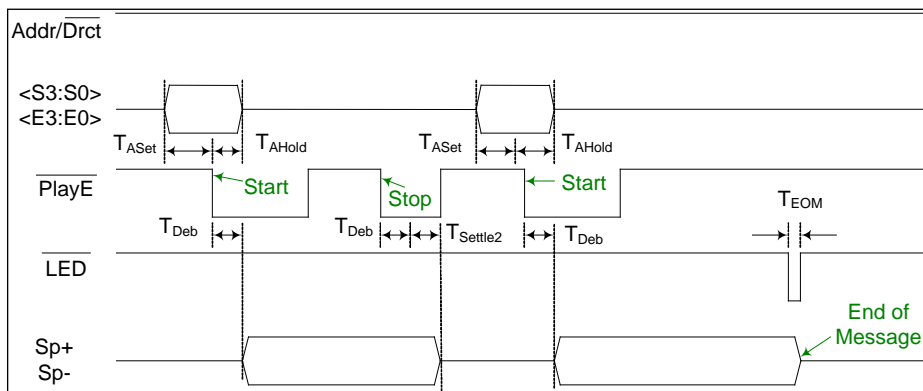 Addr/Drct
<S3:S0>
<E3:E0>
TASet
TAHold
TASet
TAHold
PlayE
Start
Stop
Start
TDeb
TDeb
TSettle2
TDeb
TEOM
LED
End of
Message
Sp+
Sp-